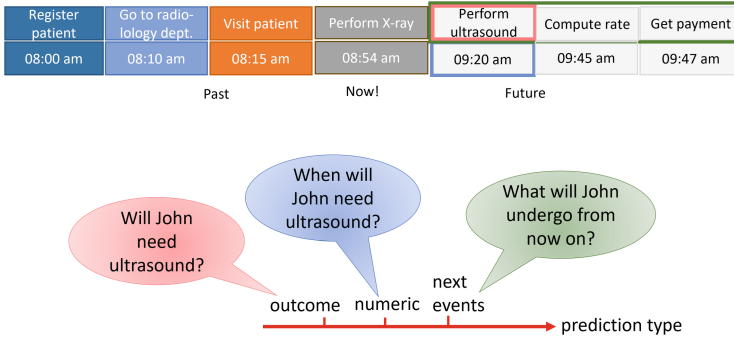 Register
patient
Go to radio-
lology dept.
Visit patient
Perform X-ray
Perform
ultrasound
Compute rate
Get payment
08:00 am
08:10 am
08:15 am
08:54 am
09:20 am
09:45 am
09:47 am
Past
Now!
Future
Will John
need
ultrasound?
When will
John need
ultrasound?
What will John
undergo from
now on?
outcome
numeric
next
events
prediction type